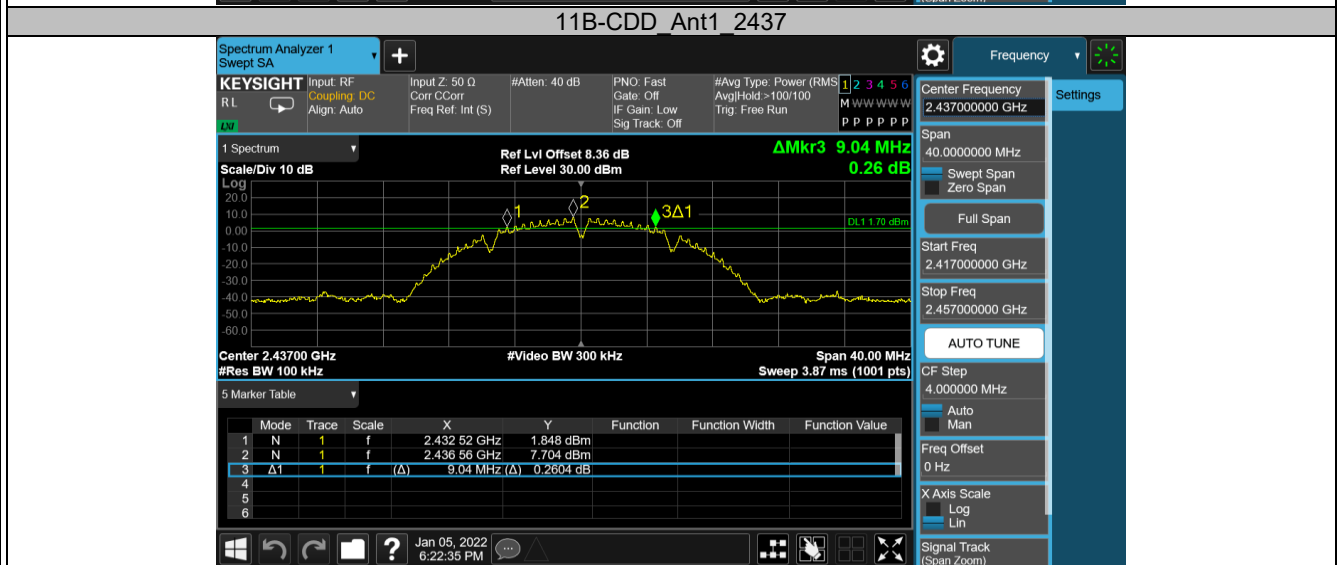 (Span Zoom)
11B-CDD_Ant1_2437
Spectrum Analyzer 1
Swept SA
+
Frequency
KEYSIGHT
R L
LXI
Input: RF
Coupling: DC
Align: Auto
Input Z: 50 Ω
Corr CCorr
Freq Ref: Int (S)
#Atten: 40 dB
PNO: Fast
Gate: Off
IF Gain: Low
Sig Track: Off
#Avg Type: Power (RMS
Avg|Hold:>100/100
Trig: Free Run
1 2 3 4 5 6
M W W W W W
P P P P P P
Settings
1 Spectrum
Scale/Div 10 dB
Ref Lvl Offset 8.36 dB
Ref Level 30.00 dBm
ΔMkr3 9.04 MHz
0.26 dB
Log
20.0
10.0
0.00
-10.0
-20.0
-30.0
-40.0
-50.0
-60.0
1
2
3Δ1
DL1 1.70 dBm
Center 2.43700 GHz
#Res BW 100 kHz
#Video BW 300 kHz
Span 40.00 MHz
Sweep 3.87 ms (1001 pts)
5 Marker Table
Mode Trace Scale X Y Function Function Width Function Value
1 N 1 f 2.432 52 GHz 1.848 dBm
2 N 1 f 2.436 56 GHz 7.704 dBm
3 Δ1 1 f (Δ) 9.04 MHz (Δ) 0.2604 dB
4
5
6
Center Frequency
2.437000000 GHz
Span
40.0000000 MHz
Swept Span
Zero Span
Full Span
Start Freq
2.417000000 GHz
Stop Freq
2.457000000 GHz
AUTO TUNE
CF Step
4.000000 MHz
Auto
Man
Freq Offset
0 Hz
X Axis Scale
Log
Lin
Signal Track
(Span Zoom)
?
Jan 05, 2022
6:22:35 PM